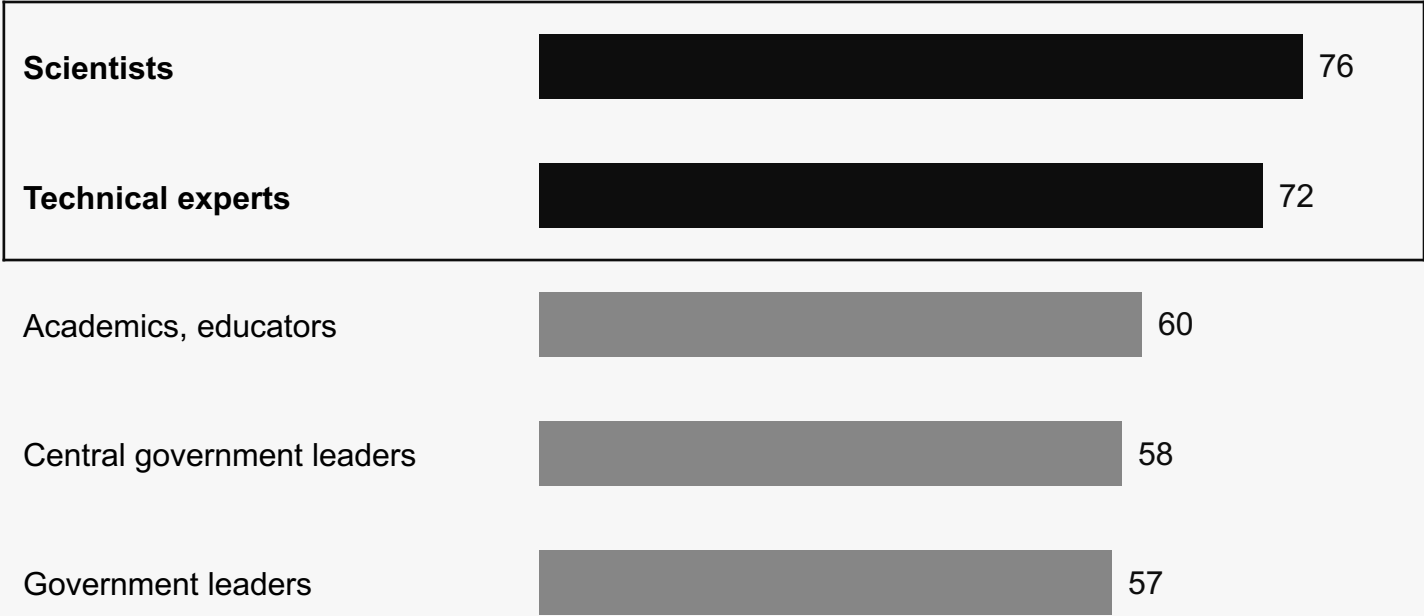 Scientists 76
Technical experts 72
Academics, educators 60
Central government leaders 58
Government leaders 57